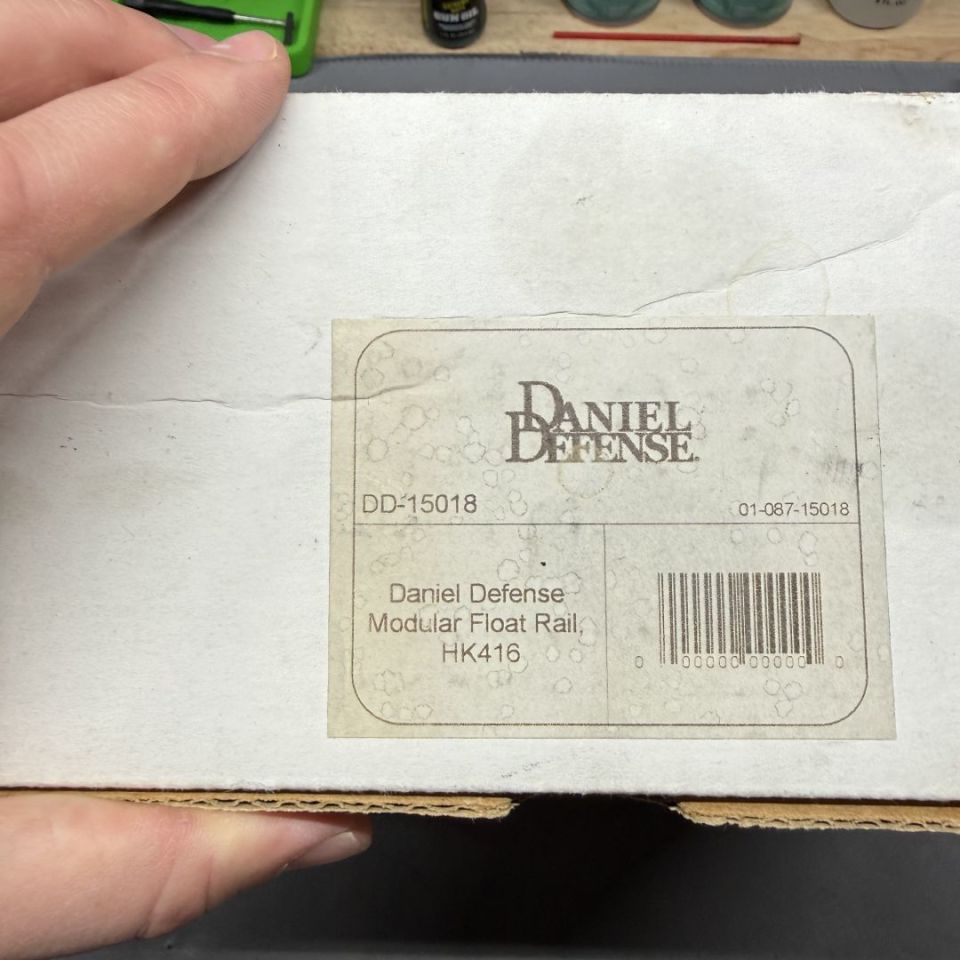 DANIEL
DEFENSE.
DD-15018
01-087-15018
Daniel Defense
Modular Float Rail,
HK416
0 00000 00000 0